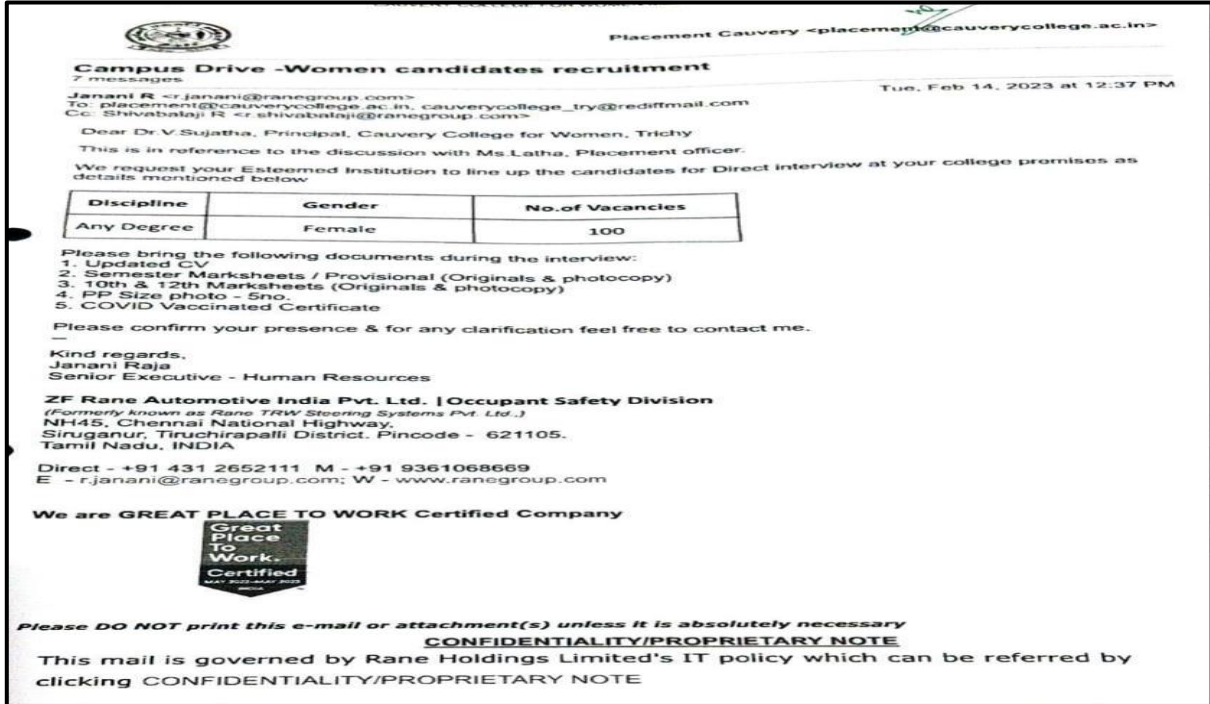 Placement Cauvery <placement@cauverycollege.ac.in>
Campus Drive -Women candidates recruitment
7 messages
Janani R <r.janani@ranegroup.com>
Tue, Feb 14, 2023 at 12:37 PM
To: placement@cauverycollege.ac.in, cauverycollege_try@rediffmail.com
Cc: Shivabalaji R <r.shivabalaji@ranegroup.com>
Dear Dr.V.Sujatha, Principal, Cauvery College for Women, Trichy
This is in reference to the discussion with Ms.Latha, Placement officer.
We request your Esteemed Institution to line up the candidates for Direct interview at your college premises as
details mentioned below
Discipline Gender No.of Vacancies
Any Degree Female 100
Please bring the following documents during the interview:
1. Updated CV
2. Semester Marksheets / Provisional (Originals & photocopy)
3. 10th & 12th Marksheets (Originals & photocopy)
4. PP Size photo - 5no.
5. COVID Vaccinated Certificate
Please confirm your presence & for any clarification feel free to contact me.
—
Kind regards,
Janani Raja
Senior Executive - Human Resources
ZF Rane Automotive India Pvt. Ltd. | Occupant Safety Division
(Formerly known as Rane TRW Steering Systems Pvt. Ltd.,)
NH45, Chennai National Highway,
Siruganur, Tiruchirapalli District. Pincode - 621105.
Tamil Nadu, INDIA
Direct - +91 431 2652111 M - +91 9361068669
E - r.janani@ranegroup.com; W - www.ranegroup.com
We are GREAT PLACE TO WORK Certified Company
Great
Place
To
Work.
Certified
MAY 2022-MAY 2023
INDIA
Please DO NOT print this e-mail or attachment(s) unless it is absolutely necessary
CONFIDENTIALITY/PROPRIETARY NOTE
This mail is governed by Rane Holdings Limited's IT policy which can be referred by
clicking CONFIDENTIALITY/PROPRIETARY NOTE